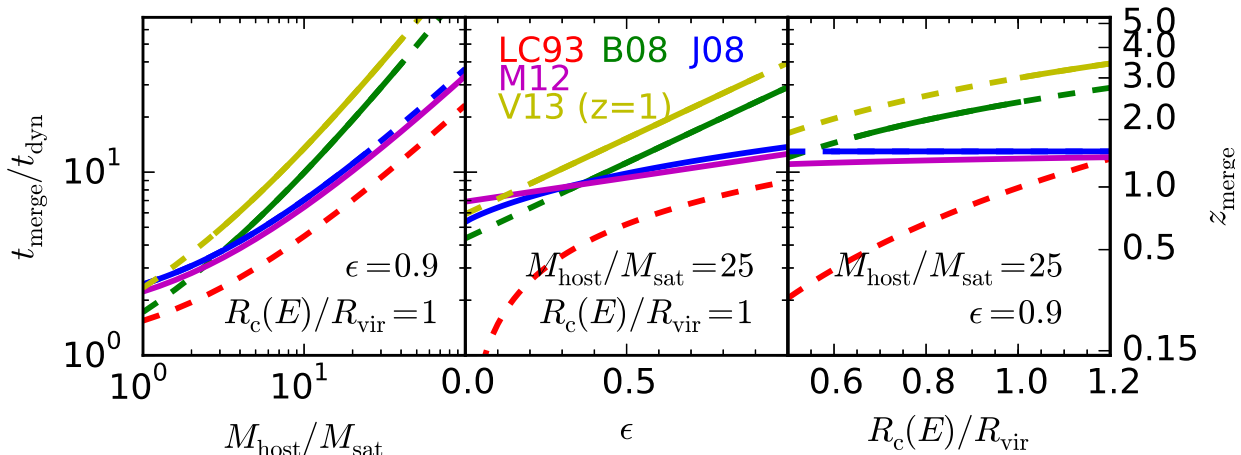 t_merge/t_dyn
10^1
10^0
10^0
10^1
M_host/M_sat
ϵ=0.9
R_c(E)/R_vir=1
LC93 B08 J08
M12
V13 (z=1)
M_host/M_sat=25
R_c(E)/R_vir=1
0.0
0.5
ϵ
M_host/M_sat=25
ϵ=0.9
0.6
0.8
1.0
1.2
R_c(E)/R_vir
5.0
4.0
3.0
2.0
1.0
0.5
0.15
z_merge